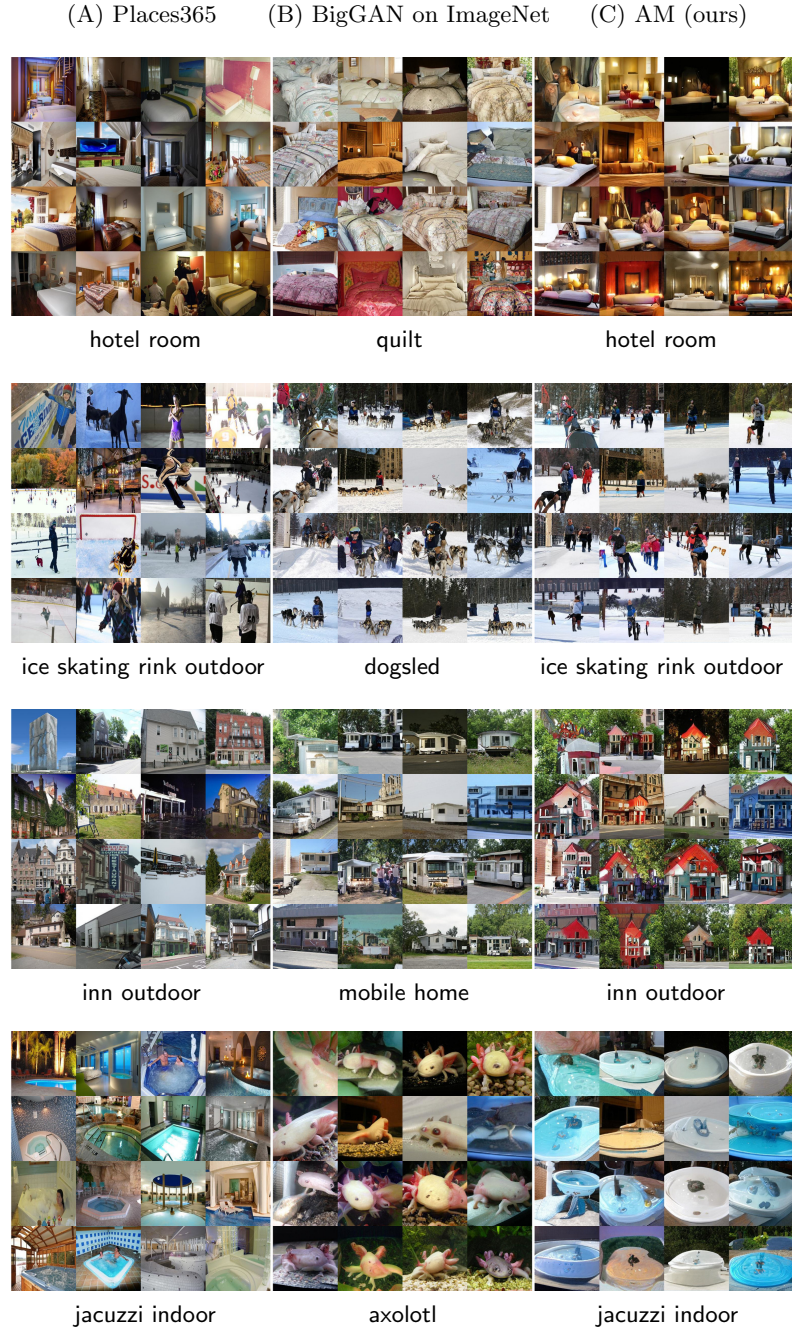 (A) Places365 (B) BigGAN on ImageNet (C) AM (ours)
hotel room quilt hotel room
ice skating rink outdoor dogsled ice skating rink outdoor
inn outdoor mobile home inn outdoor
jacuzzi indoor axolotl jacuzzi indoor